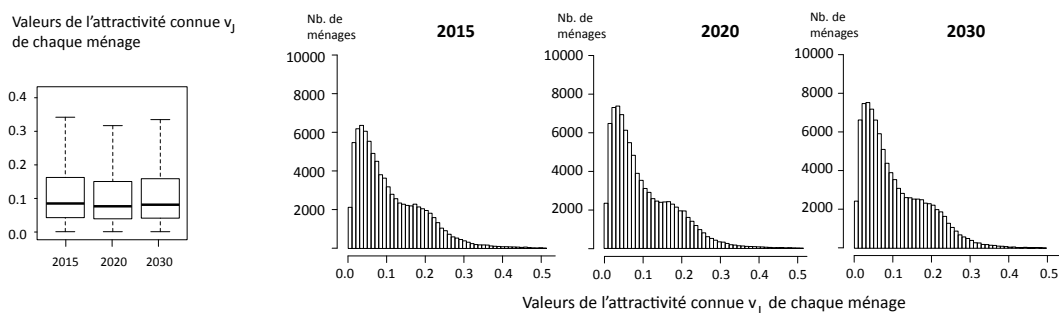 Valeurs de l’attractivité connue vJ
de chaque ménage
0.4
0.3
0.2
0.1
0.0
2015 2020 2030
Nb. de
ménages
2015
10000
8000
6000
4000
2000
0.0 0.1 0.2 0.3 0.4 0.5
Nb. de
ménages
2020
10000
8000
6000
4000
2000
0.0 0.1 0.2 0.3 0.4 0.5
Nb. de
ménages
2030
10000
8000
6000
4000
2000
0.0 0.1 0.2 0.3 0.4 0.5
Valeurs de l’attractivité connue vJ de chaque ménage